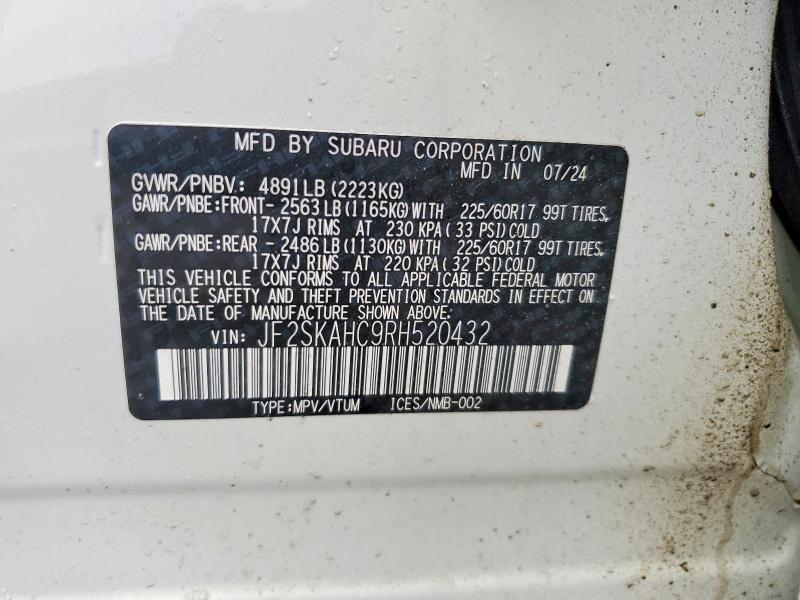 MFD BY SUBARU CORPORATION
MFD IN 07/24
GVWR/PNBV: 4891LB(2223KG)
GAWR/PNBE:FRONT-2563LB(1165KG)WITH 225/60R17 99T TIRES,
17X7J RIMS AT 230 KPA(33 PSI)COLD
GAWR/PNBE:REAR -2486LB(1130KG)WITH 225/60R17 99T TIRES,
17X7J RIMS AT 220 KPA(32 PSI)COLD
THIS VEHICLE CONFORMS TO ALL APPLICABLE FEDERAL MOTOR
VEHICLE SAFETY AND THEFT PREVENTION STANDARDS IN EFFECT ON
THE DATE OF MANUFACTURE SHOWN ABOVE.
VIN: JF2SKAHC9RH520432
TYPE:MPV/VTUM ICES/NMB-002